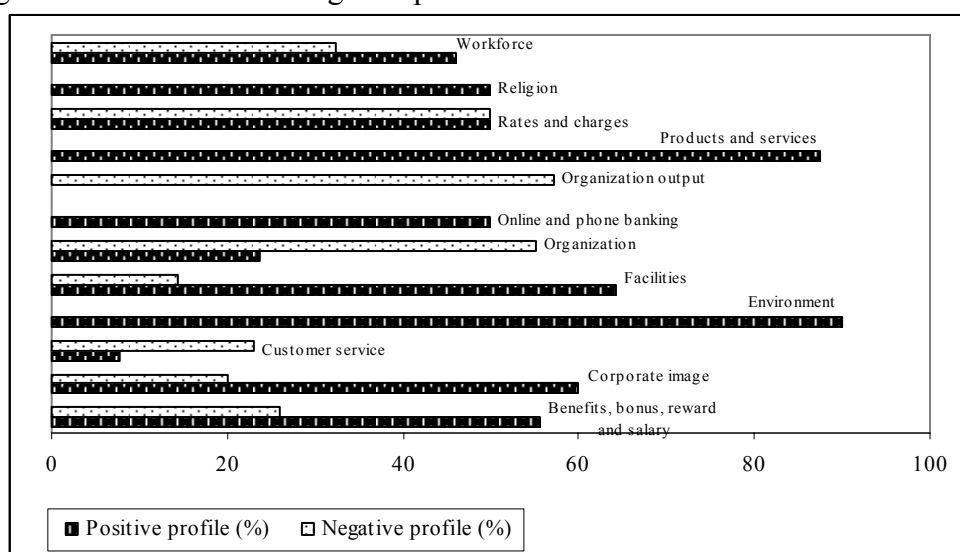 Workforce
Religion
Rates and charges
Products and services
Organization output
Online and phone banking
Organization
Facilities
Environment
Customer service
Corporate image
Benefits, bonus, reward
and salary
0 20 40 60 80 100
Positive profile (%) Negative profile (%)